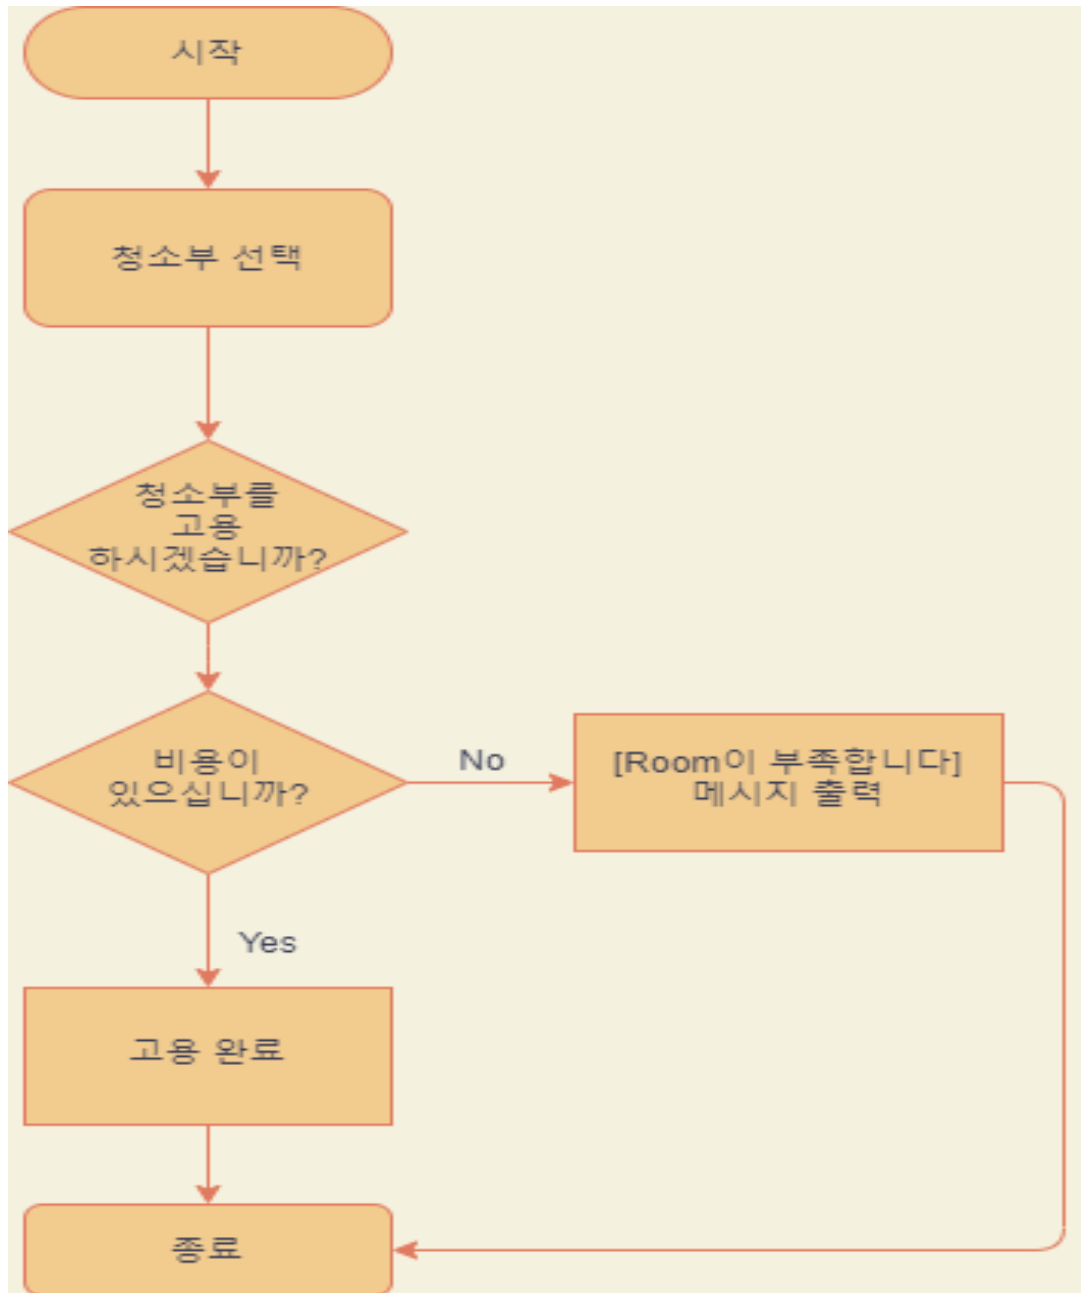 시작
청소부 선택
청소부를
고용
하시겠습니까?
비용이
있으십니까?
No
[Room이 부족합니다]
메시지 출력
Yes
고용 완료
종료